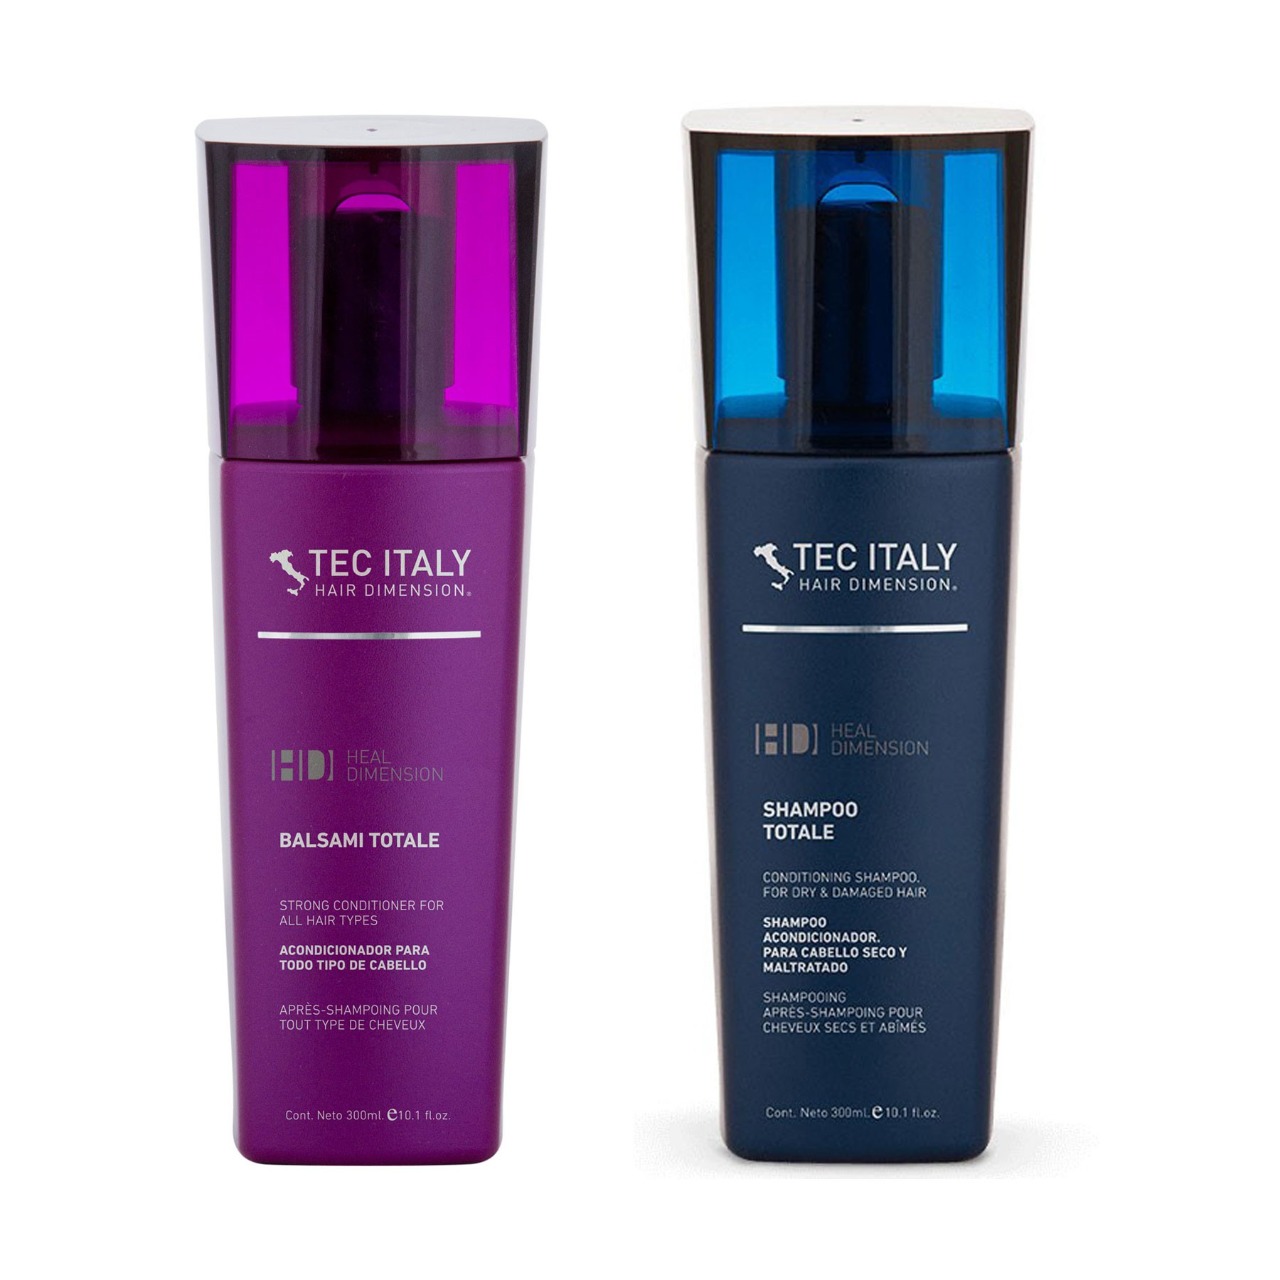 TEC ITALY
HAIR DIMENSION®
HD HEAL
DIMENSION
BALSAMI TOTALE
STRONG CONDITIONER FOR
ALL HAIR TYPES
ACONDICIONADOR PARA
TODO TIPO DE CABELLO
APRÈS-SHAMPOING POUR
TOUT TYPE DE CHEVEUX
Cont. Neto 300ml. ℮10.1 fl.oz.
TEC ITALY
HAIR DIMENSION®
HD HEAL
DIMENSION
SHAMPOO
TOTALE
CONDITIONING SHAMPOO.
FOR DRY & DAMAGED HAIR
SHAMPOO
ACONDICIONADOR.
PARA CABELLO SECO Y
MALTRATADO
SHAMPOOING
APRÈS-SHAMPOING POUR
CHEVEUX SECS ET ABÎMÉS
Cont. Neto 300ml. ℮10.1 fl.oz.